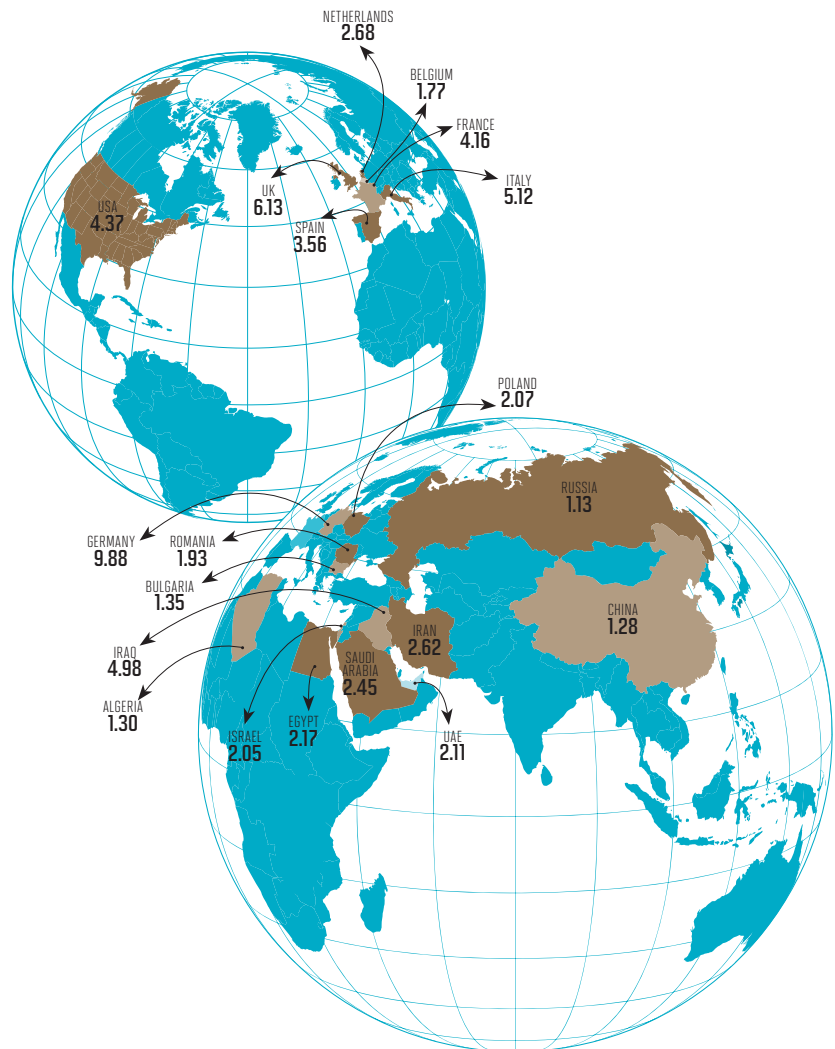 NETHERLANDS
2.68
BELGIUM
1.77
FRANCE
4.16
ITALY
5.12
UK
6.13
SPAIN
3.56
USA
4.37
POLAND
2.07
RUSSIA
1.13
GERMANY
9.88
ROMANIA
1.93
BULGARIA
1.35
CHINA
1.28
IRAN
2.62
IRAQ
4.98
SAUDI
ARABIA
2.45
ALGERIA
1.30
ISRAEL
2.05
EGYPT
2.17
UAE
2.11